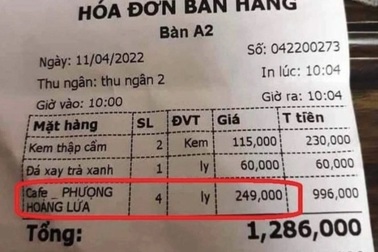 HÓA ĐƠN BÁN HÀNG
Bàn A2
Số: 042200273
Ngày: 11/04/2022
In lúc: 10:04
Thu ngân: thu ngân 2
Giờ vào: 10:00
Giờ ra: 10:04
Mặt hàng SL ĐVT Giá T tiền
Kem thập cẩm 2 Kem 115,000 230,000
Đá xay trà xanh 1 ly 60,000 60,000
Cafe_ PHƯỢNG
HOÀNG LỬA 4 ly 249,000 996,000
Tổng: 1,286,000